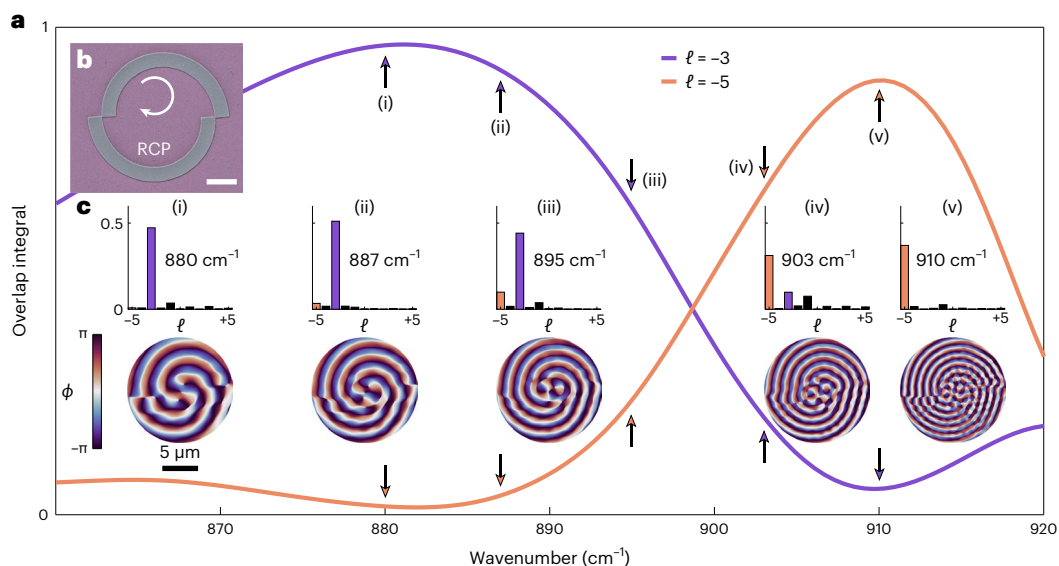 a
1
b
RCP
ℓ = −3
ℓ = −5
(i)
(ii)
(iii)
(iv)
(v)
c
(i)
(ii)
(iii)
(iv)
(v)
0.5
0
880 cm⁻¹
887 cm⁻¹
895 cm⁻¹
903 cm⁻¹
910 cm⁻¹
−5 ℓ +5
−5 ℓ +5
−5 ℓ +5
−5 ℓ +5
−5 ℓ +5
Overlap integral
π
ϕ
−π
5 µm
0
870
880
890
900
910
920
Wavenumber (cm⁻¹)